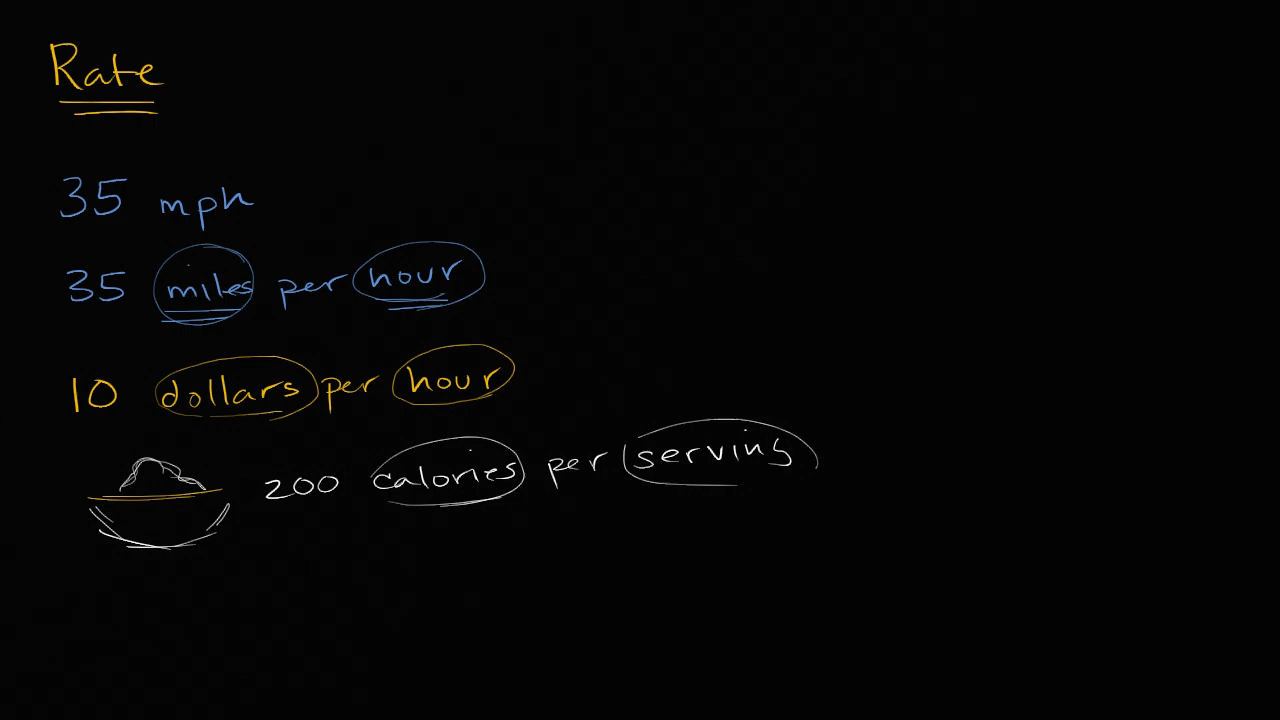 Rate
35 mph
35 miles per hour
10 dollars per hour
200 calories per serving